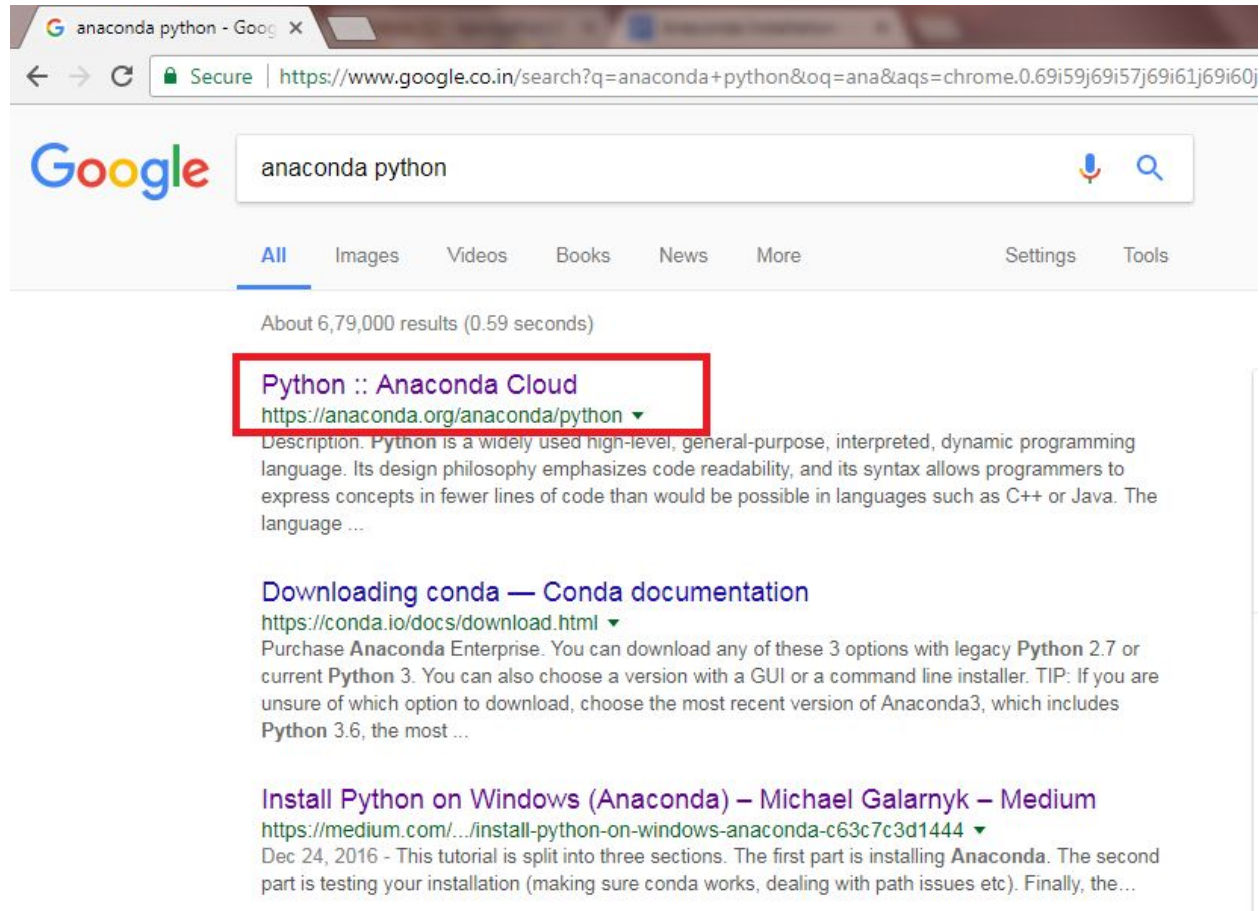 anaconda python - Goog
Secure | https://www.google.co.in/search?q=anaconda+python&oq=ana&aqs=chrome.0.69i59j69i57j69i61j69i60j
Google
anaconda python
All Images Videos Books News More Settings Tools
About 6,79,000 results (0.59 seconds)
Python :: Anaconda Cloud
https://anaconda.org/anaconda/python
Description. Python is a widely used high-level, general-purpose, interpreted, dynamic programming
language. Its design philosophy emphasizes code readability, and its syntax allows programmers to
express concepts in fewer lines of code than would be possible in languages such as C++ or Java. The
language ...
Downloading conda — Conda documentation
https://conda.io/docs/download.html
Purchase Anaconda Enterprise. You can download any of these 3 options with legacy Python 2.7 or
current Python 3. You can also choose a version with a GUI or a command line installer. TIP: If you are
unsure of which option to download, choose the most recent version of Anaconda3, which includes
Python 3.6, the most ...
Install Python on Windows (Anaconda) – Michael Galarnyk – Medium
https://medium.com/.../install-python-on-windows-anaconda-c63c7c3d1444
Dec 24, 2016 - This tutorial is split into three sections. The first part is installing Anaconda. The second
part is testing your installation (making sure conda works, dealing with path issues etc). Finally, the...